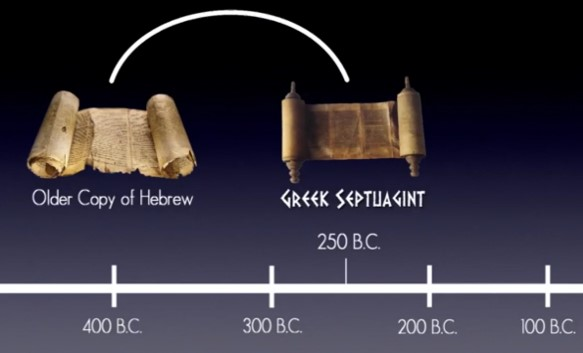 Older Copy of Hebrew
GREEK SEPTUAGINT
250 B.C.
400 B.C.
300 B.C.
200 B.C.
100 B.C.